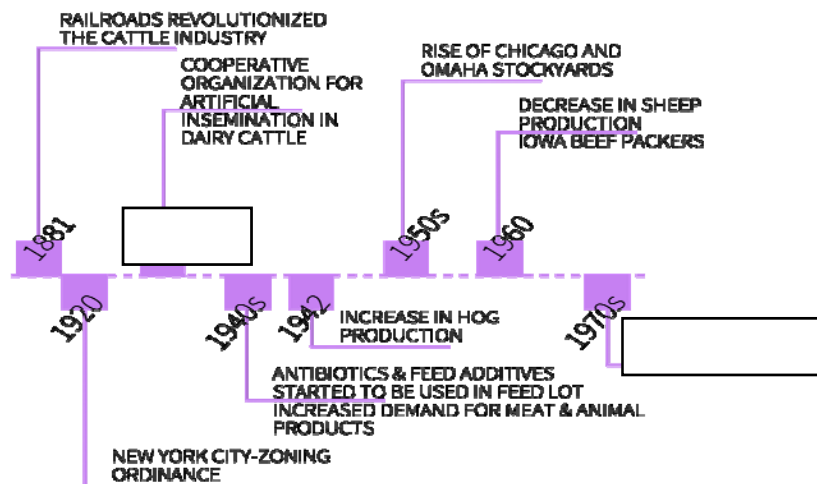 RAILROADS REVOLUTIONIZED
THE CATTLE INDUSTRY
COOPERATIVE
ORGANIZATION FOR
ARTIFICIAL
INSEMINATION IN
DAIRY CATTLE
RISE OF CHICAGO AND
OMAHA STOCKYARDS
DECREASE IN SHEEP
PRODUCTION
IOWA BEEF PACKERS
1881
1950s
1960
1920
1940s
1942
1970s
INCREASE IN HOG
PRODUCTION
ANTIBIOTICS & FEED ADDITIVES
STARTED TO BE USED IN FEED LOT
INCREASED DEMAND FOR MEAT & ANIMAL
PRODUCTS
NEW YORK CITY-ZONING
ORDINANCE